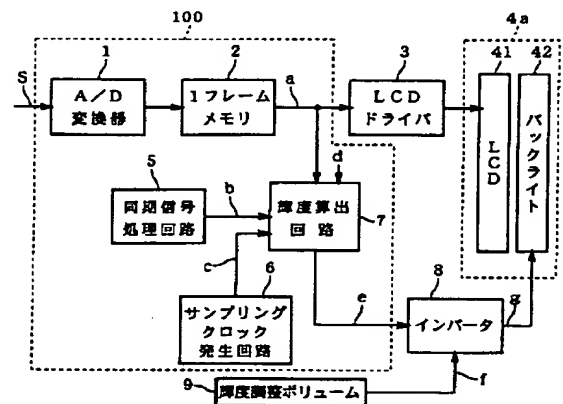 100
4a
1
2
3
41
42
S
A/D
変換器
1フレーム
メモリ
a
LCD
ドライバ
LCD
バックライト
d
5
同期信号
処理回路
b
輝度算出
回路
7
c
6
サンプリング
クロック
発生回路
e
8
インバータ
g
f
9
輝度調整ボリューム